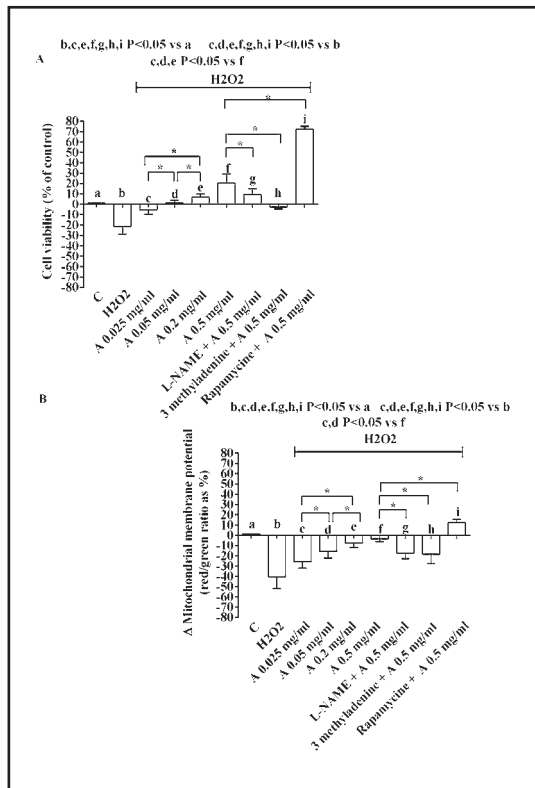 b,c,e,f,g,h,i P<0.05 vs a c,d,e,f,g,h,i P<0.05 vs b
A
c,d,e P<0.05 vs f
H2O2
*
*
*
*
*
*
a
b
c
d
e
f
g
h
i
Cell viability (% of control)
80
70
60
50
40
30
20
10
0
-10
-20
-30
-40
-50
-60
-70
-80
C
H2O2
A 0.025 mg/ml
A 0.05 mg/ml
A 0.2 mg/ml
A 0.5 mg/ml
L-NAME + A 0.5 mg/ml
3 methyladenine + A 0.5 mg/ml
Rapamycine + A 0.5 mg/ml
B
b,c,d,e,f,g,h,i P<0.05 vs a c,d,e,f,g,h,i P<0.05 vs b
c,d P<0.05 vs f
H2O2
*
*
*
*
*
*
a
b
c
d
e
f
g
h
i
Δ Mitochondrial membrane potential
(red/green ratio as %)
80
70
60
50
40
30
20
10
0
-10
-20
-30
-40
-50
-60
-70
-80
C
H2O2
A 0.025 mg/ml
A 0.05 mg/ml
A 0.2 mg/ml
A 0.5 mg/ml
L-NAME + A 0.5 mg/ml
3 methyladenine + A 0.5 mg/ml
Rapamycine + A 0.5 mg/ml